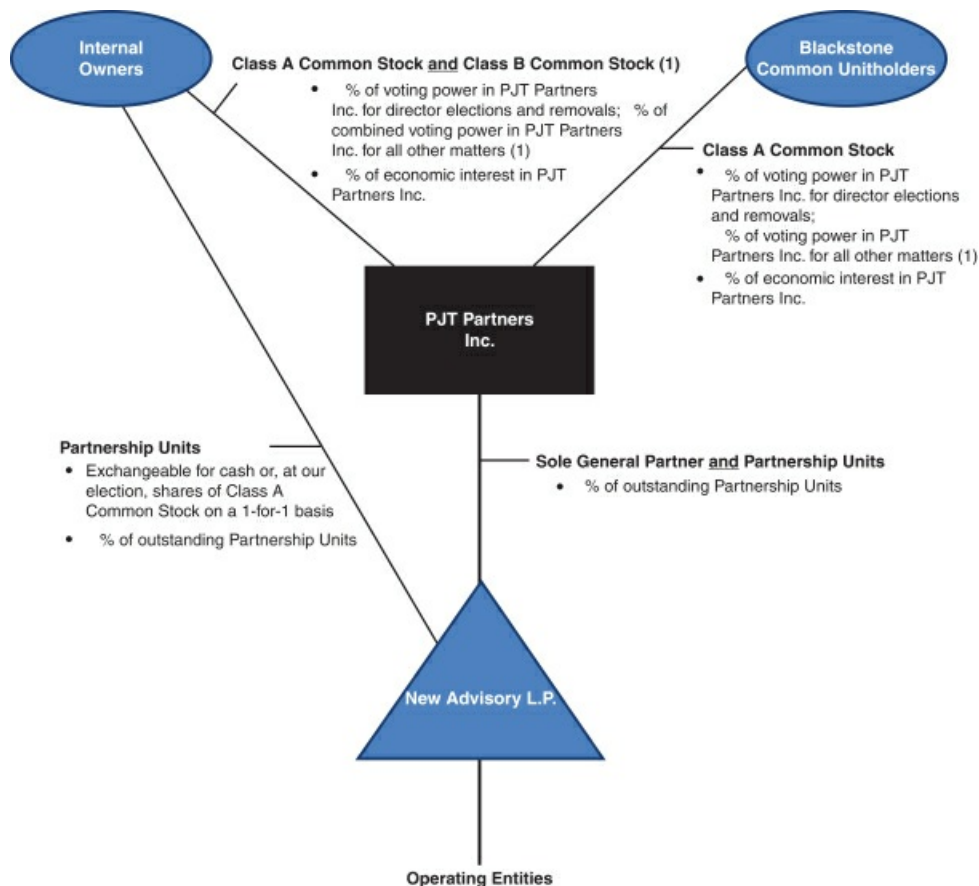 Internal
Owners
Blackstone
Common Unitholders
Class A Common Stock and Class B Common Stock (1)
• % of voting power in PJT Partners
Inc. for director elections and removals; % of
combined voting power in PJT Partners
Inc. for all other matters (1)
• % of economic interest in PJT
Partners Inc.
Class A Common Stock
• % of voting power in PJT
Partners Inc. for director elections
and removals;
% of voting power in PJT
Partners Inc. for all other matters (1)
• % of economic interest in PJT
Partners Inc.
PJT Partners
Inc.
Partnership Units
• Exchangeable for cash or, at our
election, shares of Class A
Common Stock on a 1-for-1 basis
• % of outstanding Partnership Units
Sole General Partner and Partnership Units
• % of outstanding Partnership Units
New Advisory L.P.
Operating Entities